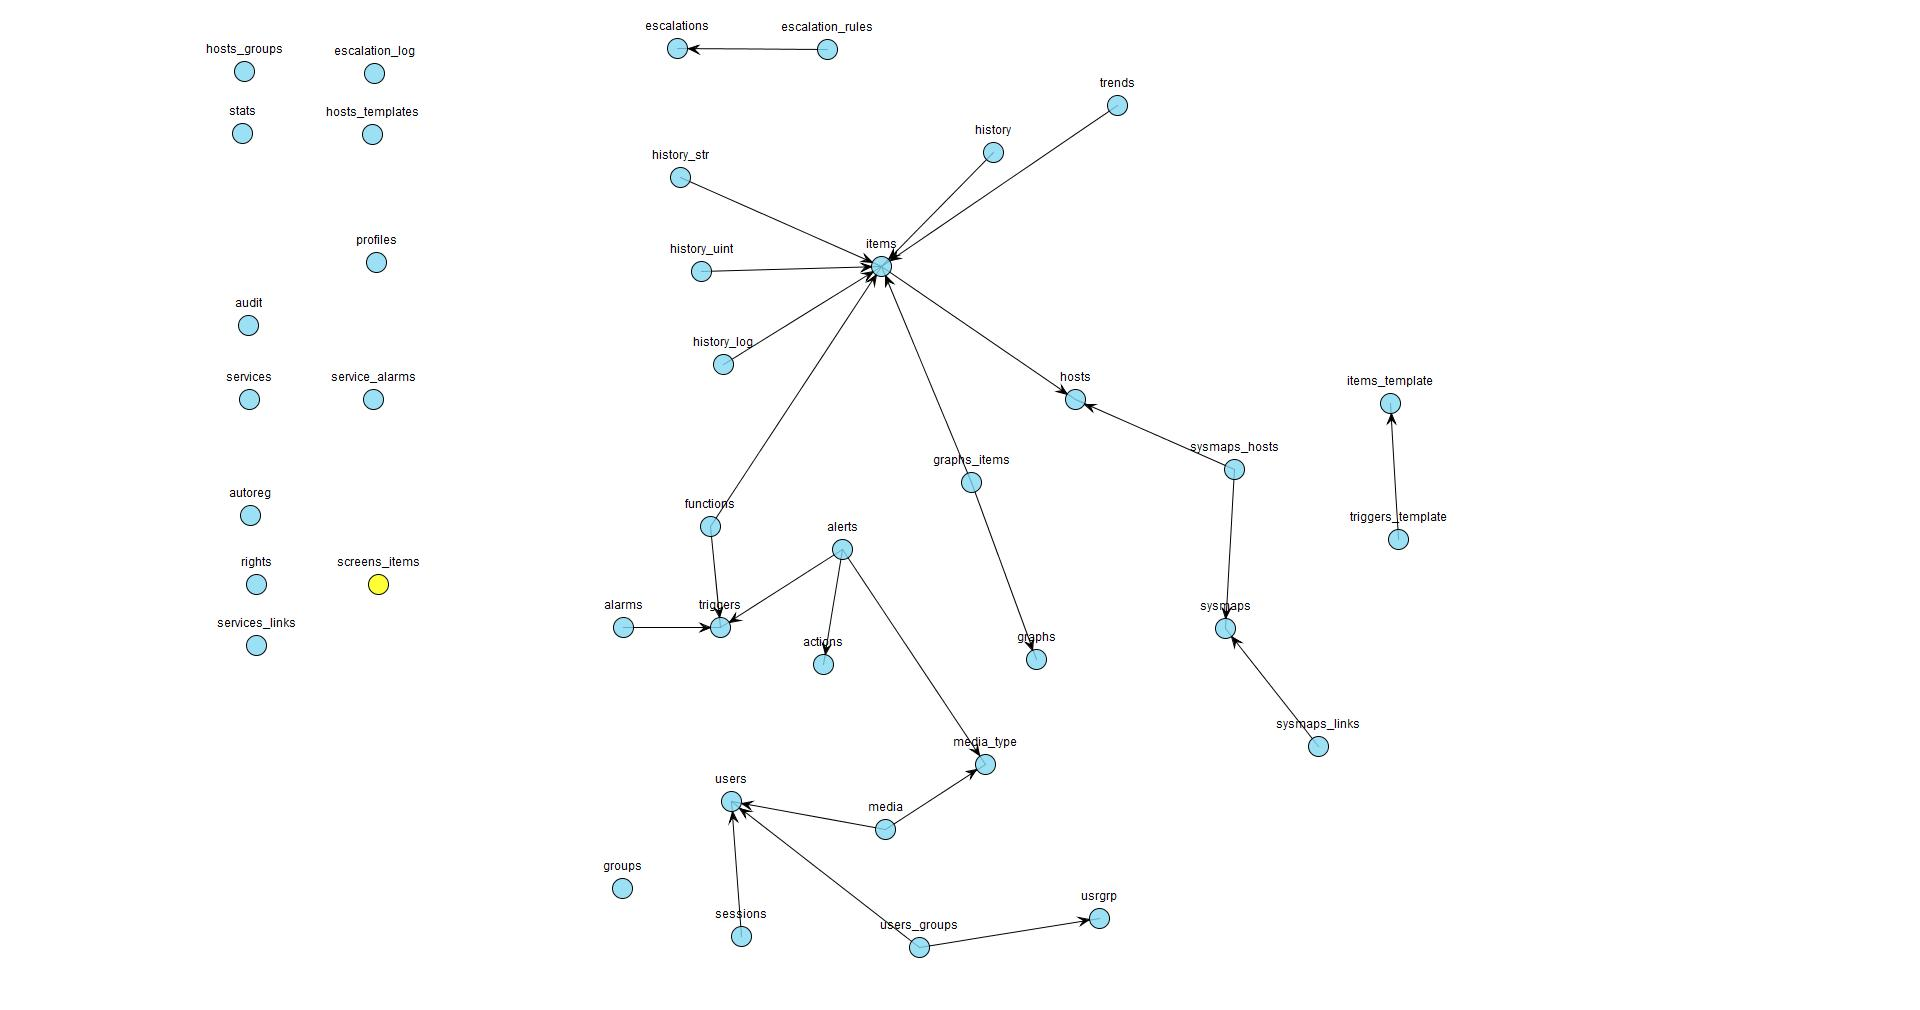 escalations
escalation_rules
hosts_groups
escalation_log
trends
stats
hosts_templates
history
history_str
profiles
items
history_uint
audit
history_log
services
service_alarms
hosts
items_template
sysmaps_hosts
graphs_items
autoreg
functions
triggers_template
alerts
rights
screens_items
alarms
triggers
sysmaps
services_links
actions
graphs
sysmaps_links
media_type
users
media
groups
usrgrp
sessions
users_groups